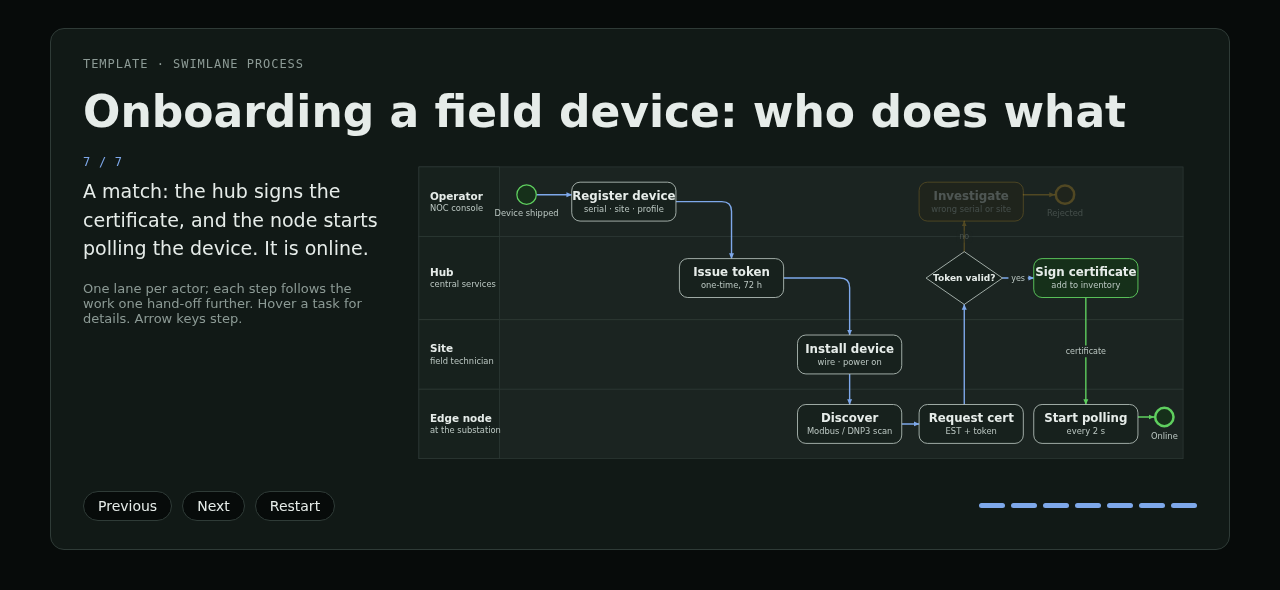 TEMPLATE · SWIMLANE PROCESS
Onboarding a field device: who does what
7 / 7
A match: the hub signs the
certificate, and the node starts
polling the device. It is online.
One lane per actor; each step follows the
work one hand-off further. Hover a task for
details. Arrow keys step.
Operator
NOC console
Device shipped
Register device
serial · site · profile
Investigate
wrong serial or site
Rejected
no
Hub
central services
Issue token
one-time, 72 h
Token valid?
yes
Sign certificate
add to inventory
Site
field technician
Install device
wire · power on
certificate
Edge node
at the substation
Discover
Modbus / DNP3 scan
Request cert
EST + token
Start polling
every 2 s
Online
Previous
Next
Restart